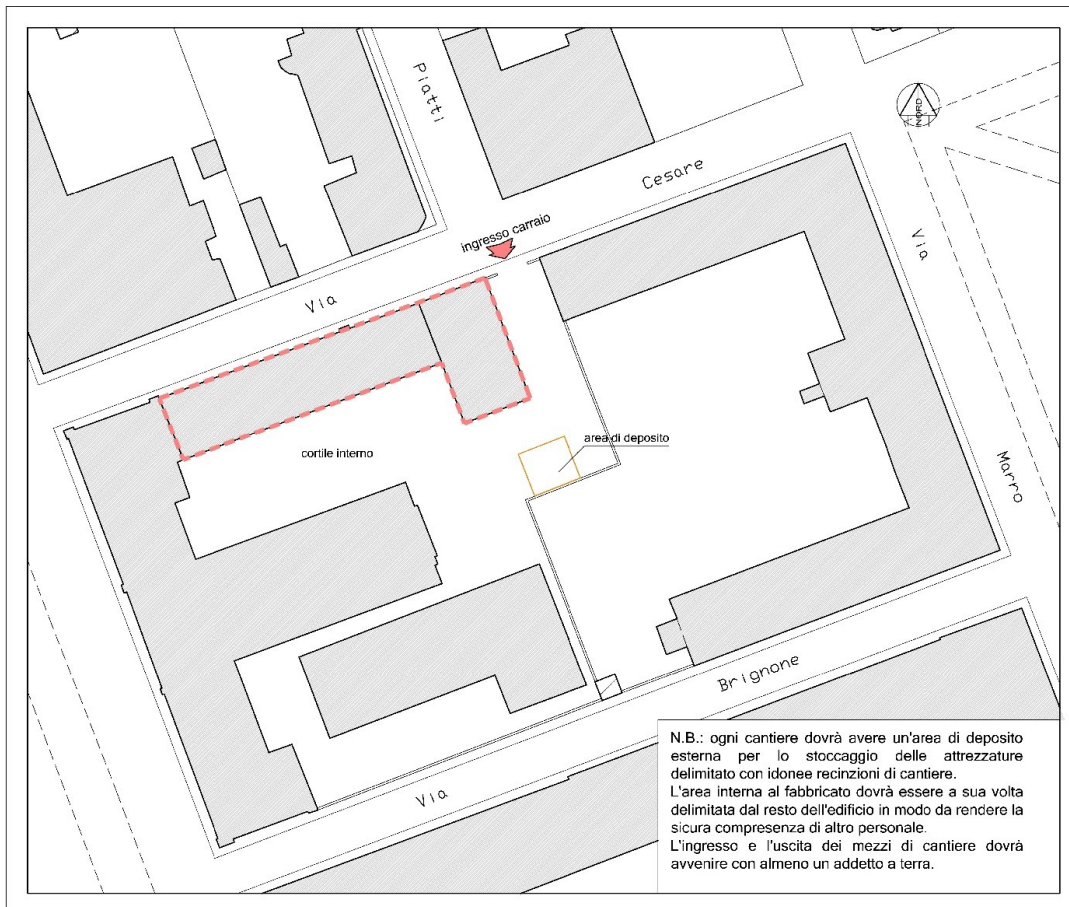 Piatti
NORD
Cesare
ingresso carraio
Via
Via
area di deposito
cortile interno
Marro
Brignone
Via
N.B.: ogni cantiere dovrà avere un'area di deposito
esterna per lo stoccaggio delle attrezzature
delimitato con idonee recinzioni di cantiere.
L'area interna al fabbricato dovrà essere a sua volta
delimitata dal resto dell'edificio in modo da rendere la
sicura compresenza di altro personale.
L'ingresso e l'uscita dei mezzi di cantiere dovrà
avvenire con almeno un addetto a terra.